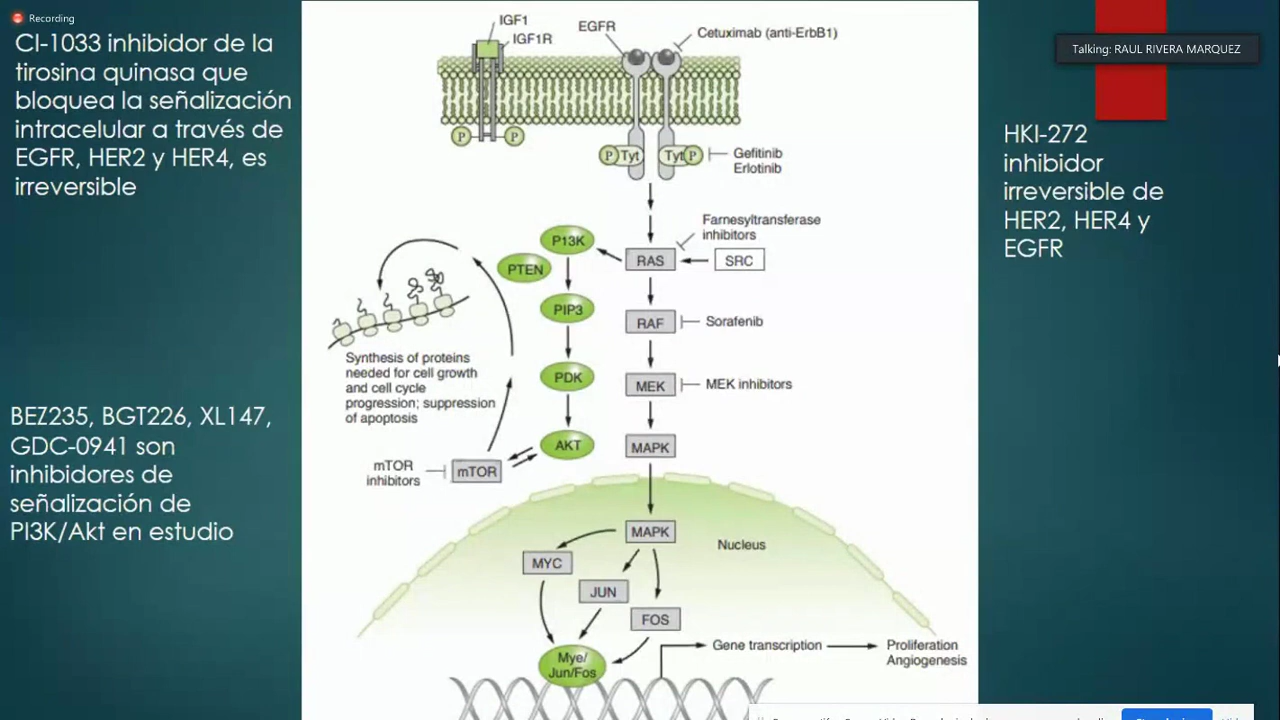 Recording
CI-1033 inhibidor de la
tirosina quinasa que
bloquea la señalización
intracelular a través de
EGFR, HER2 y HER4, es
irreversible
BEZ235, BGT226, XL147,
GDC-0941 son
inhibidores de
señalización de
PI3K/Akt en estudio
IGF1
IGF1R
EGFR
Cetuximab (anti-ErbB1)
P
P
P
Tyt
Tyt
P
Gefitinib
Erlotinib
Farnesyltransferase
inhibitors
P13K
RAS
SRC
PTEN
PIP3
RAF
Sorafenib
Synthesis of proteins
needed for cell growth
and cell cycle
progression; suppression
of apoptosis
PDK
MEK
MEK inhibitors
AKT
MAPK
mTOR
inhibitors
mTOR
MAPK
Nucleus
MYC
JUN
FOS
Mye/
Jun/Fos
Gene transcription
Proliferation
Angiogenesis
Talking: RAUL RIVERA MARQUEZ
HKI-272
inhibidor
irreversible de
HER2, HER4 y
EGFR